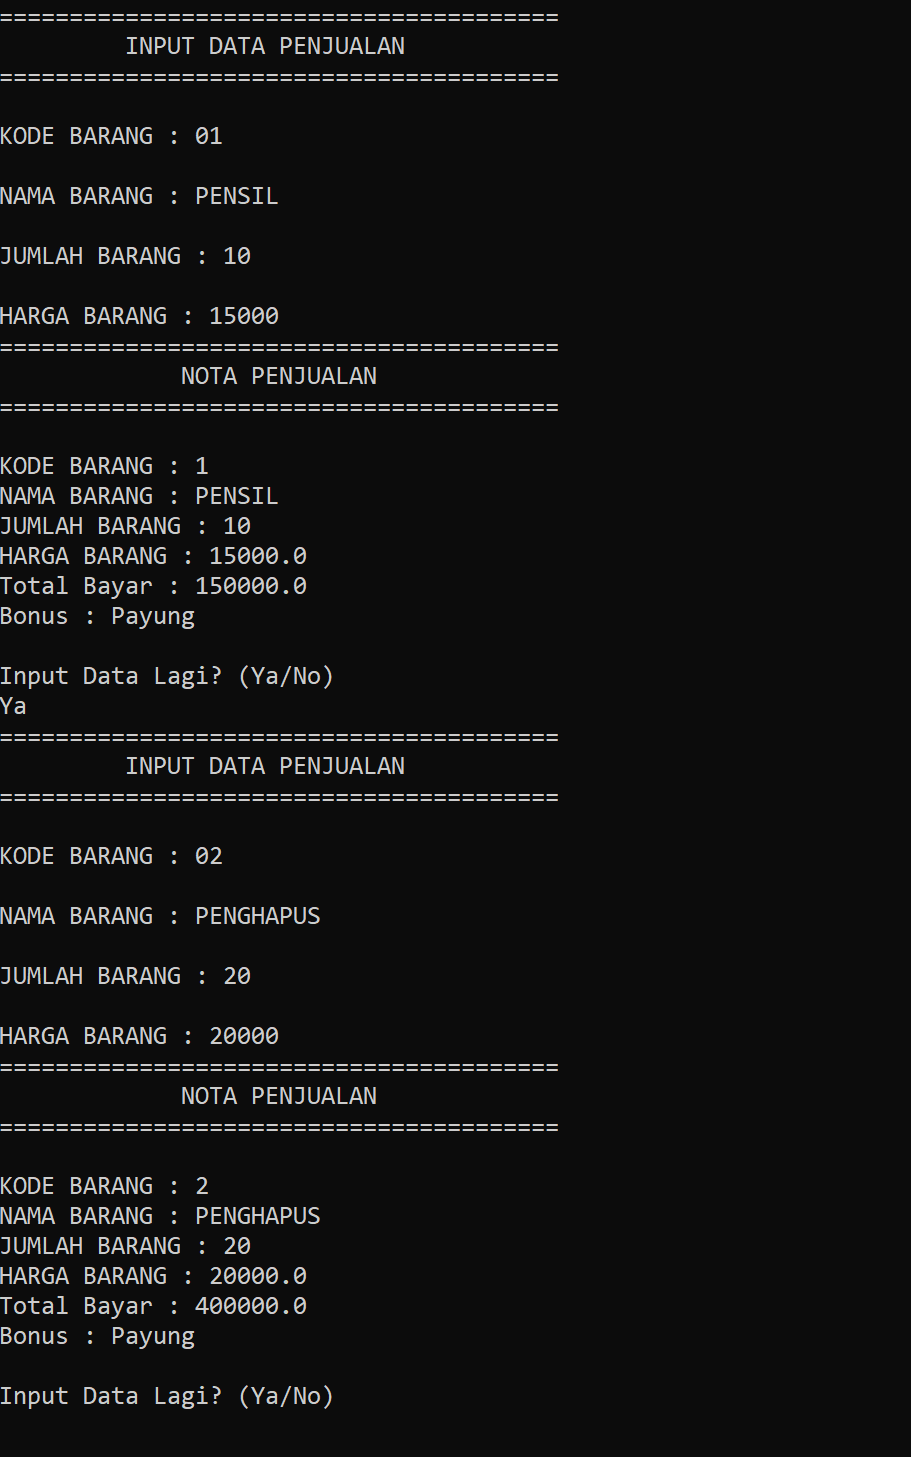 ========================================
INPUT DATA PENJUALAN
========================================
KODE BARANG : 01
NAMA BARANG : PENSIL
JUMLAH BARANG : 10
HARGA BARANG : 15000
========================================
NOTA PENJUALAN
========================================
KODE BARANG : 1
NAMA BARANG : PENSIL
JUMLAH BARANG : 10
HARGA BARANG : 15000.0
Total Bayar : 150000.0
Bonus : Payung
Input Data Lagi? (Ya/No)
Ya
========================================
INPUT DATA PENJUALAN
========================================
KODE BARANG : 02
NAMA BARANG : PENGHAPUS
JUMLAH BARANG : 20
HARGA BARANG : 20000
========================================
NOTA PENJUALAN
========================================
KODE BARANG : 2
NAMA BARANG : PENGHAPUS
JUMLAH BARANG : 20
HARGA BARANG : 20000.0
Total Bayar : 400000.0
Bonus : Payung
Input Data Lagi? (Ya/No)